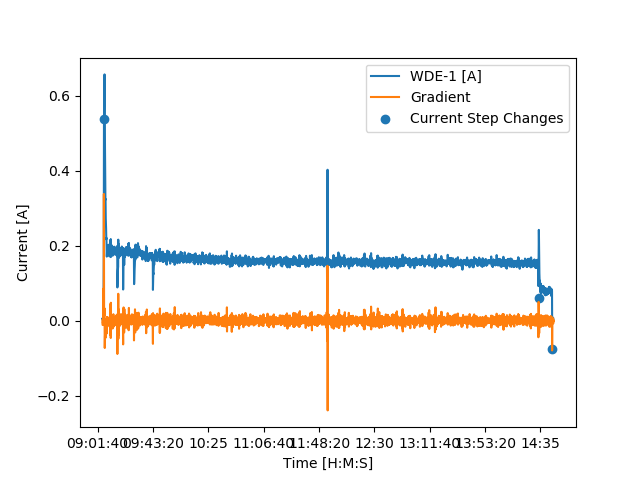 WDE-1 [A]
Gradient
Current Step Changes
0.6
0.4
0.2
0.0
−0.2
Current [A]
09:01:40 09:43:20 10:25 11:06:40 11:48:20 12:30 13:11:40 13:53:20 14:35
Time [H:M:S]